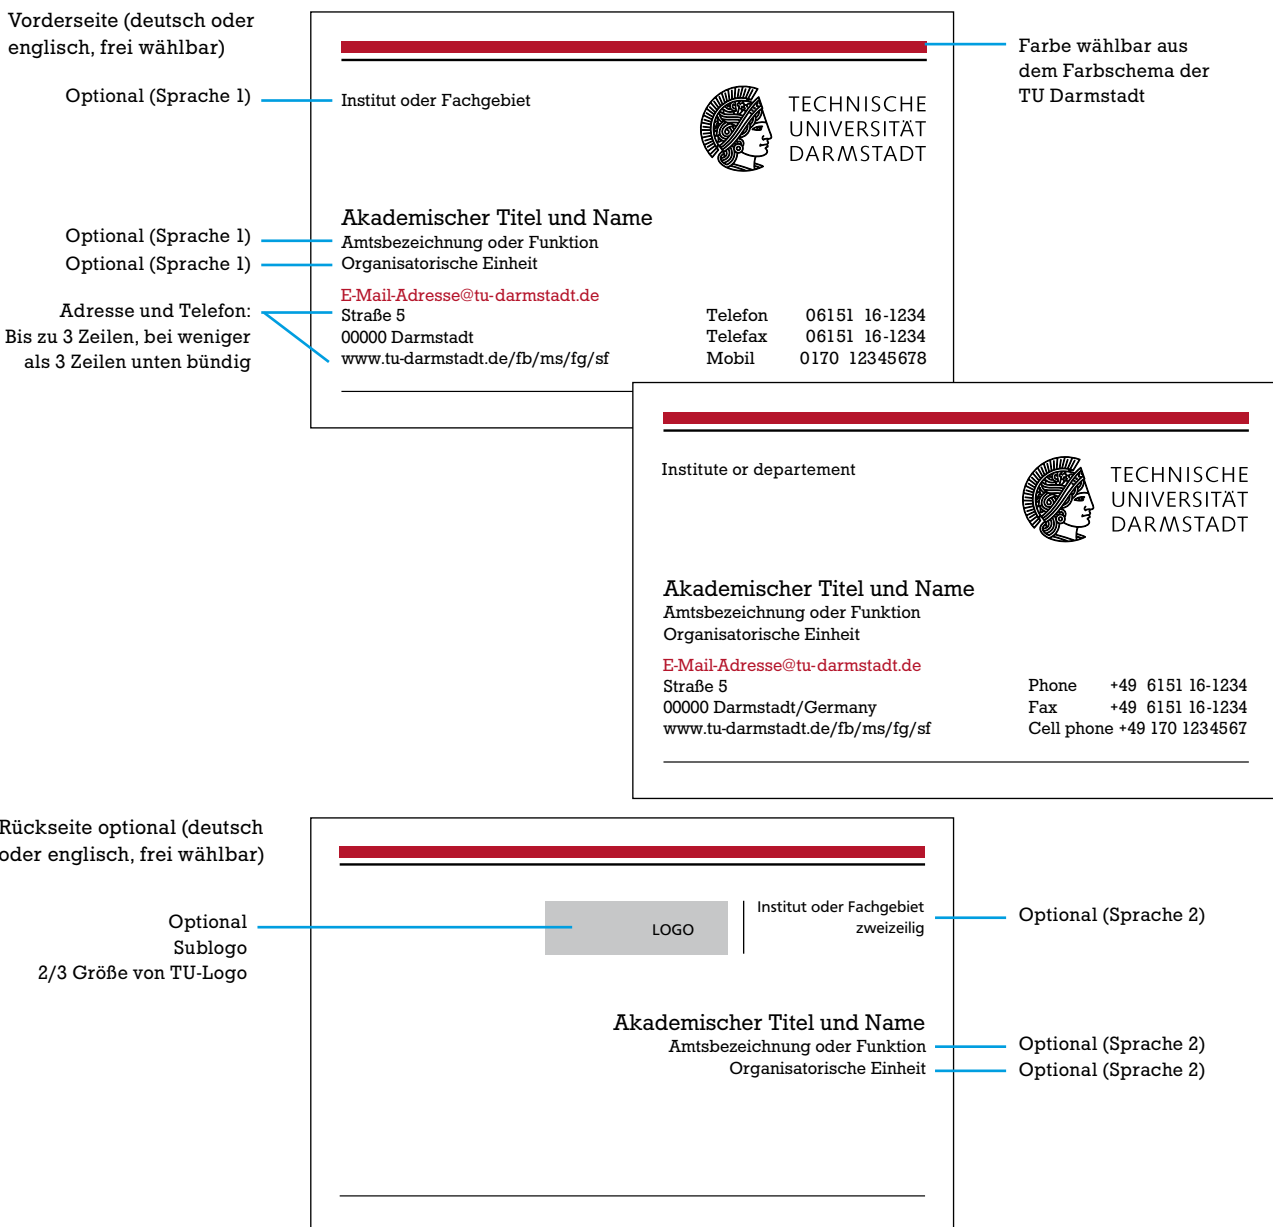 Vorderseite (deutsch oder
englisch, frei wählbar)
Optional (Sprache 1)
Institut oder Fachgebiet
TECHNISCHE
UNIVERSITÄT
DARMSTADT
Farbe wählbar aus
dem Farbschema der
TU Darmstadt
Akademischer Titel und Name
Optional (Sprache 1)
Amtsbezeichnung oder Funktion
Optional (Sprache 1)
Organisatorische Einheit
E-Mail-Adresse@tu-darmstadt.de
Adresse und Telefon:
Bis zu 3 Zeilen, bei weniger
als 3 Zeilen unten bündig
Straße 5
00000 Darmstadt
www.tu-darmstadt.de/fb/ms/fg/sf
Telefon 06151 16-1234
Telefax 06151 16-1234
Mobil 0170 12345678
Institute or departement
TECHNISCHE
UNIVERSITÄT
DARMSTADT
Akademischer Titel und Name
Amtsbezeichnung oder Funktion
Organisatorische Einheit
E-Mail-Adresse@tu-darmstadt.de
Straße 5
00000 Darmstadt/Germany
www.tu-darmstadt.de/fb/ms/fg/sf
Phone +49 6151 16-1234
Fax +49 6151 16-1234
Cell phone +49 170 1234567
Rückseite optional (deutsch
oder englisch, frei wählbar)
Optional
Sublogo
2/3 Größe von TU-Logo
LOGO
Institut oder Fachgebiet
zweizeilig
Optional (Sprache 2)
Akademischer Titel und Name
Amtsbezeichnung oder Funktion
Optional (Sprache 2)
Organisatorische Einheit
Optional (Sprache 2)